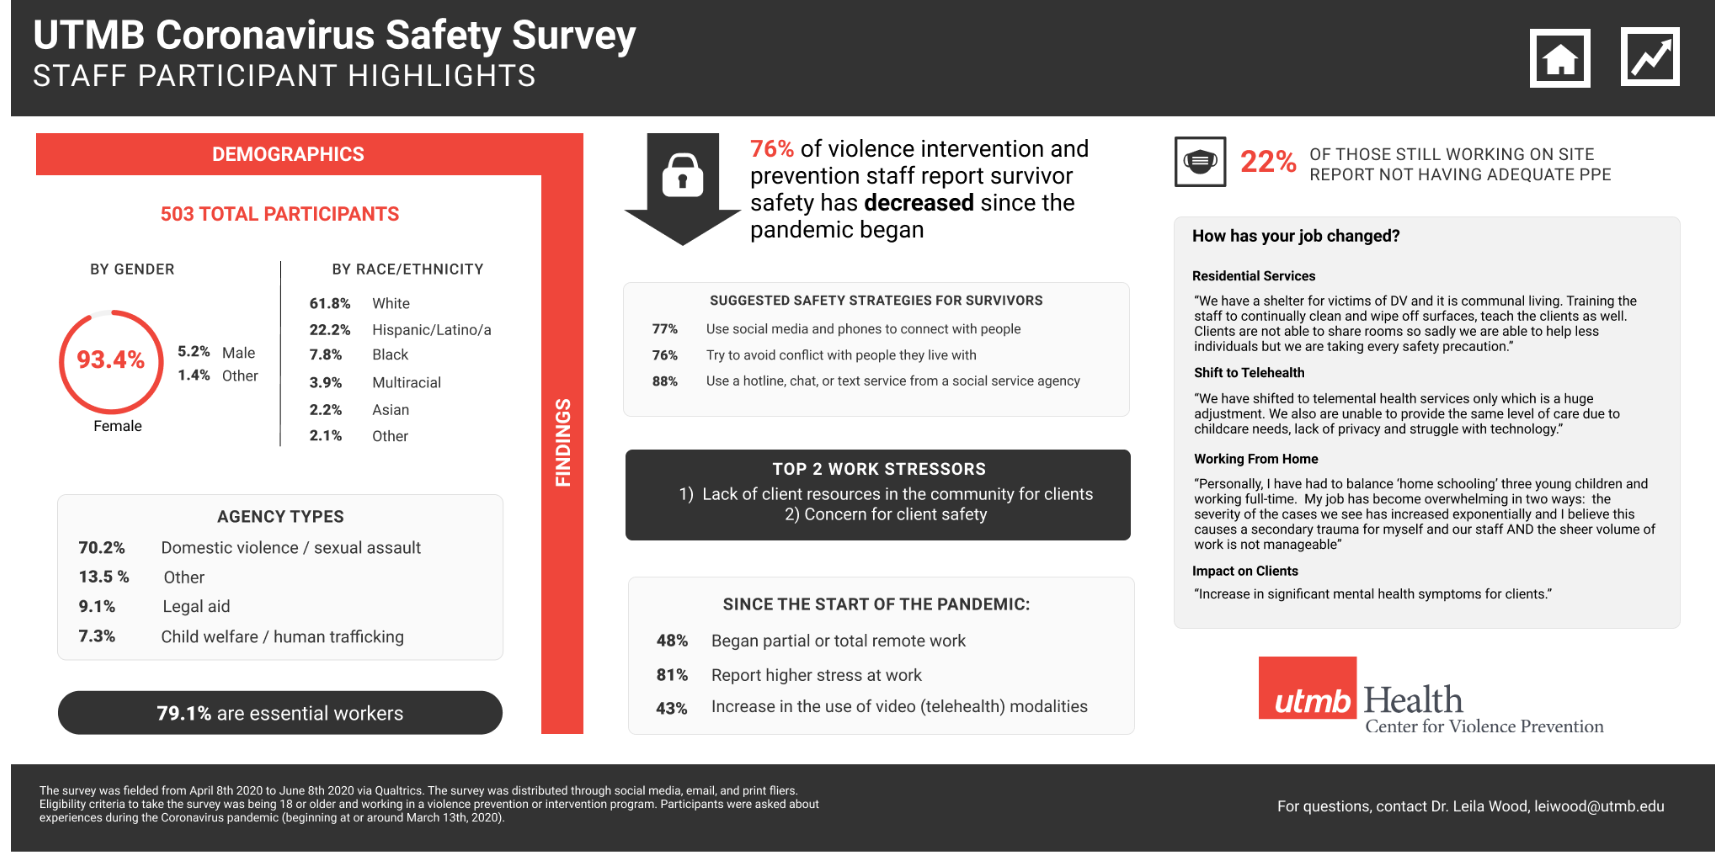 UTMB Coronavirus Safety Survey
STAFF PARTICIPANT HIGHLIGHTS
DEMOGRAPHICS
503 TOTAL PARTICIPANTS
BY GENDER
93.4%
Female
5.2% Male
1.4% Other
BY RACE/ETHNICITY
61.8% White
22.2% Hispanic/Latino/a
7.8% Black
3.9% Multiracial
2.2% Asian
2.1% Other
AGENCY TYPES
70.2% Domestic violence / sexual assault
13.5 % Other
9.1% Legal aid
7.3% Child welfare / human trafficking
79.1% are essential workers
FINDINGS
76% of violence intervention and
prevention staff report survivor
safety has decreased since the
pandemic began
SUGGESTED SAFETY STRATEGIES FOR SURVIVORS
77% Use social media and phones to connect with people
76% Try to avoid conflict with people they live with
88% Use a hotline, chat, or text service from a social service agency
TOP 2 WORK STRESSORS
1) Lack of client resources in the community for clients
2) Concern for client safety
SINCE THE START OF THE PANDEMIC:
48% Began partial or total remote work
81% Report higher stress at work
43% Increase in the use of video (telehealth) modalities
22% OF THOSE STILL WORKING ON SITE
REPORT NOT HAVING ADEQUATE PPE
How has your job changed?
Residential Services
“We have a shelter for victims of DV and it is communal living. Training the
staff to continually clean and wipe off surfaces, teach the clients as well.
Clients are not able to share rooms so sadly we are able to help less
individuals but we are taking every safety precaution.”
Shift to Telehealth
“We have shifted to telemental health services only which is a huge
adjustment. We also are unable to provide the same level of care due to
childcare needs, lack of privacy and struggle with technology.”
Working From Home
“Personally, I have had to balance ‘home schooling’ three young children and
working full-time. My job has become overwhelming in two ways: the
severity of the cases we see has increased exponentially and I believe this
causes a secondary trauma for myself and our staff AND the sheer volume of
work is not manageable”
Impact on Clients
“Increase in significant mental health symptoms for clients.”
utmb Health
Center for Violence Prevention
The survey was fielded from April 8th 2020 to June 8th 2020 via Qualtrics. The survey was distributed through social media, email, and print fliers.
Eligibility criteria to take the survey was being 18 or older and working in a violence prevention or intervention program. Participants were asked about
experiences during the Coronavirus pandemic (beginning at or around March 13th, 2020).
For questions, contact Dr. Leila Wood, leiwood@utmb.edu